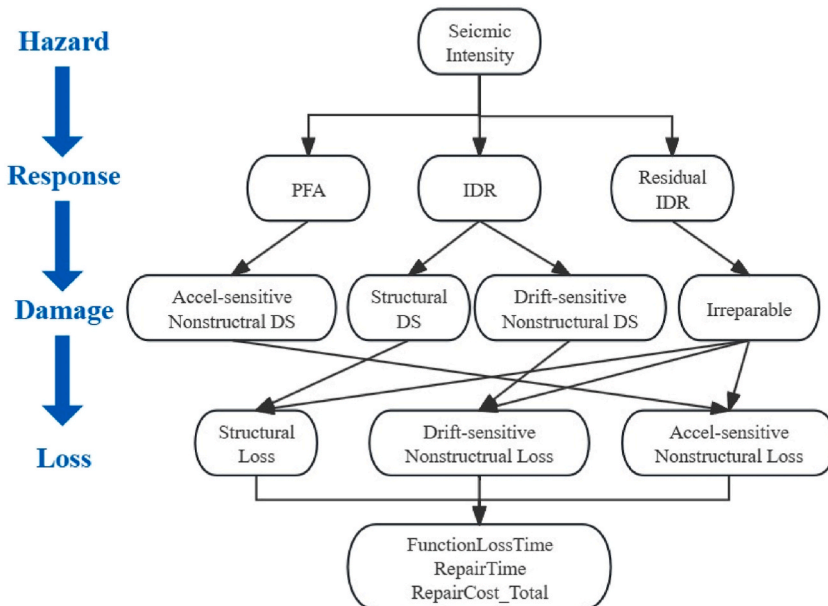 Hazard
Seicmic
Intensity
Response
PFA
IDR
Residual
IDR
Damage
Accel-sensitive
Nonstructral DS
Structural
DS
Drift-sensitive
Nonstructural DS
Irreparable
Loss
Structural
Loss
Drift-sensitive
Nonstructrual Loss
Accel-sensitive
Nonstructural Loss
FunctionLossTime
RepairTime
RepairCost_Total